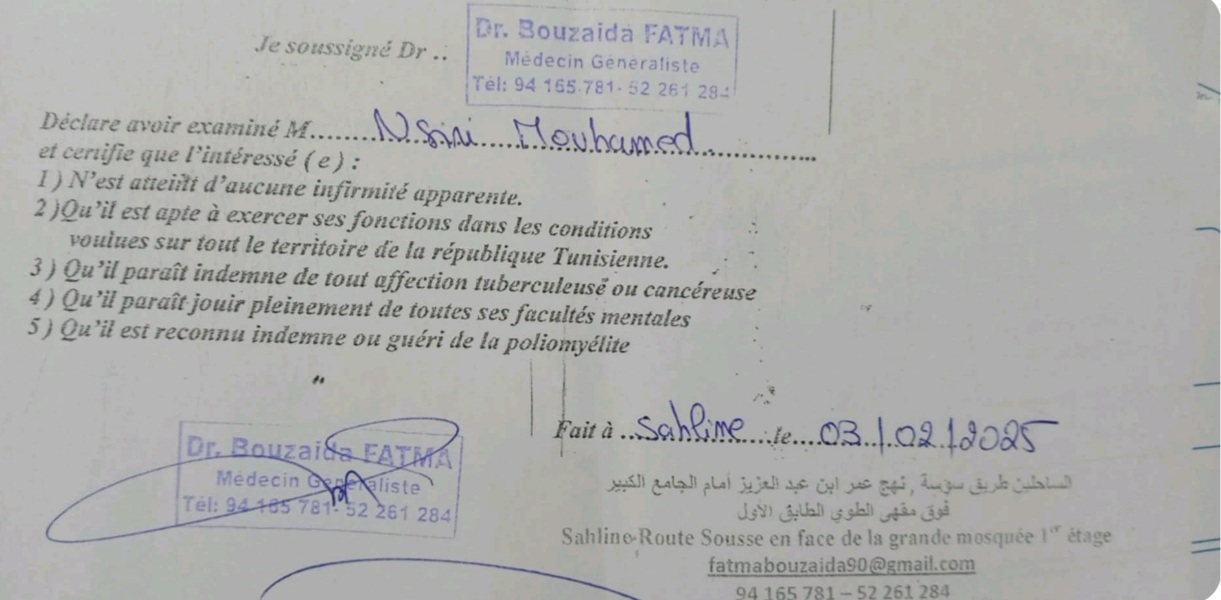 Je soussigné Dr ..
Dr. Bouzaida FATMA
Médecin Généraliste
Tél: 94 165 781- 52 261 284
Déclare avoir examiné M........Nsiri Mouhamed................
et certifie que l'intéressé (e) :
1 ) N'est atteint d'aucune infirmité apparente.
2 )Qu'il est apte à exercer ses fonctions dans les conditions
voulues sur tout le territoire de la république Tunisienne.
3 ) Qu'il paraît indemne de tout affection tuberculeuse ou cancéreuse
4 ) Qu'il paraît jouir pleinement de toutes ses facultés mentales
5 ) Qu'il est reconnu indemne ou guéri de la poliomyélite
Fait à ..Sahline....le....03/02/2025
Dr. Bouzaida FATMA
Médecin Généraliste
Tél: 94 165 781- 52 261 284
الساحلين طريق سوسة , نهج عمر ابن عبد العزيز أمام الجامع الكبير
فوق مقهى الطوي الطابق الأول
Sahline-Route Sousse en face de la grande mosquée 1er étage
fatmabouzaida90@gmail.com
94 165 781 – 52 261 284